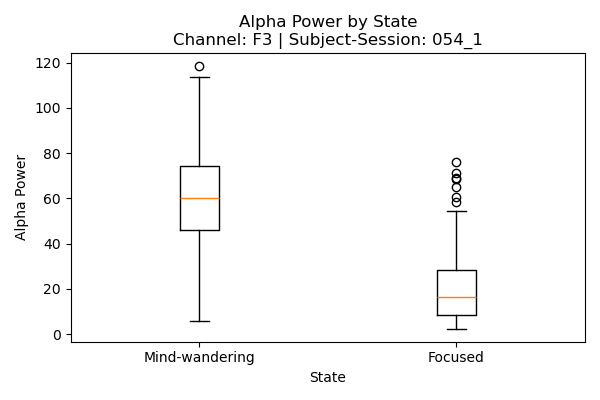 Alpha Power by State
Channel: F3 | Subject-Session: 054_1
120
100
80
60
40
20
0
Alpha Power
Mind-wandering
Focused
State